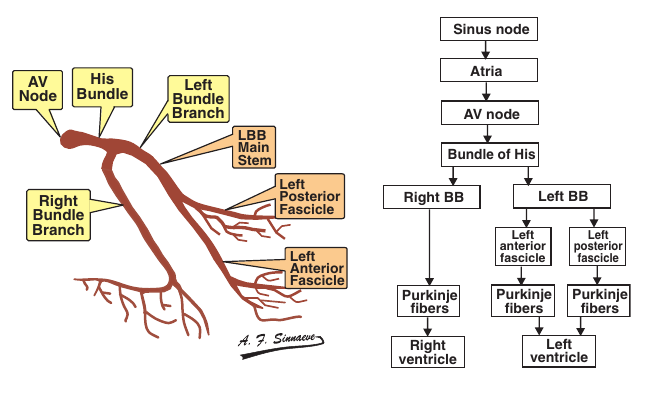 AV
Node
His
Bundle
Left
Bundle
Branch
LBB
Main
Stem
Left
Posterior
Fascicle
Right
Bundle
Branch
Left
Anterior
Fascicle
A. F. Sinnaeve
Sinus node
Atria
AV node
Bundle of His
Right BB
Left BB
Left
anterior
fascicle
Left
posterior
fascicle
Purkinje
fibers
Purkinje
fibers
Purkinje
fibers
Right
ventricle
Left
ventricle